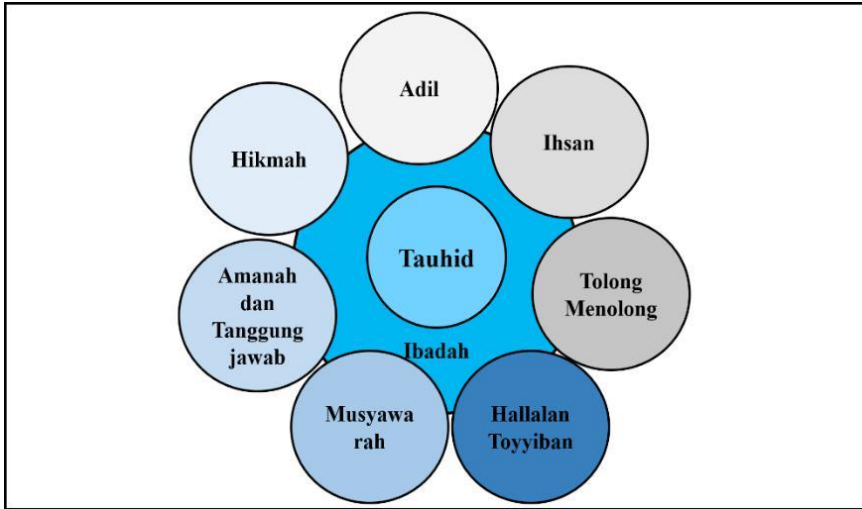 Adil
Ihsan
Hikmah
Tauhid
Tolong
Menolong
Amanah
dan
Tanggung
jawab
Ibadah
Musyawa
rah
Hallalan
Toyyiban